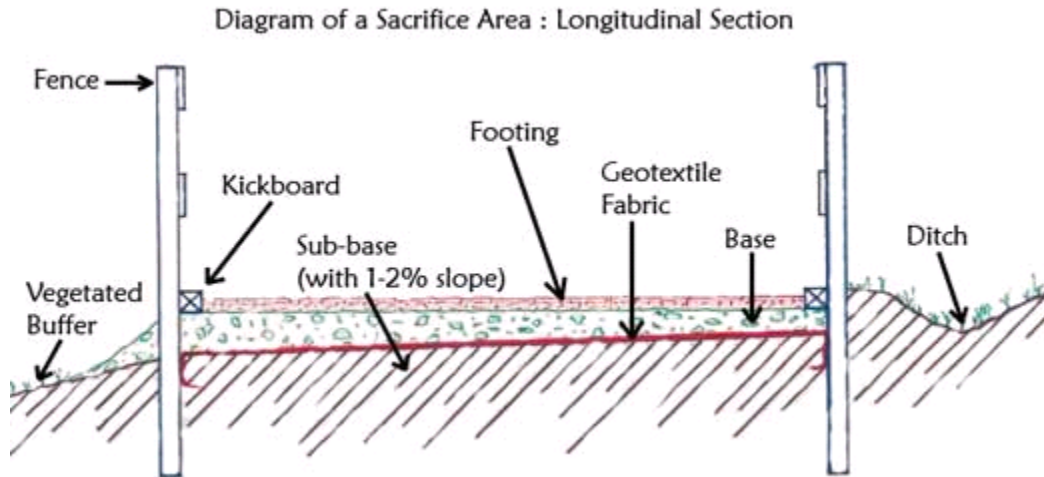 Diagram of a Sacrifice Area : Longitudinal Section
Fence
Footing
Kickboard
Geotextile
Fabric
Sub-base
(with 1-2% slope)
Base
Ditch
Vegetated
Buffer